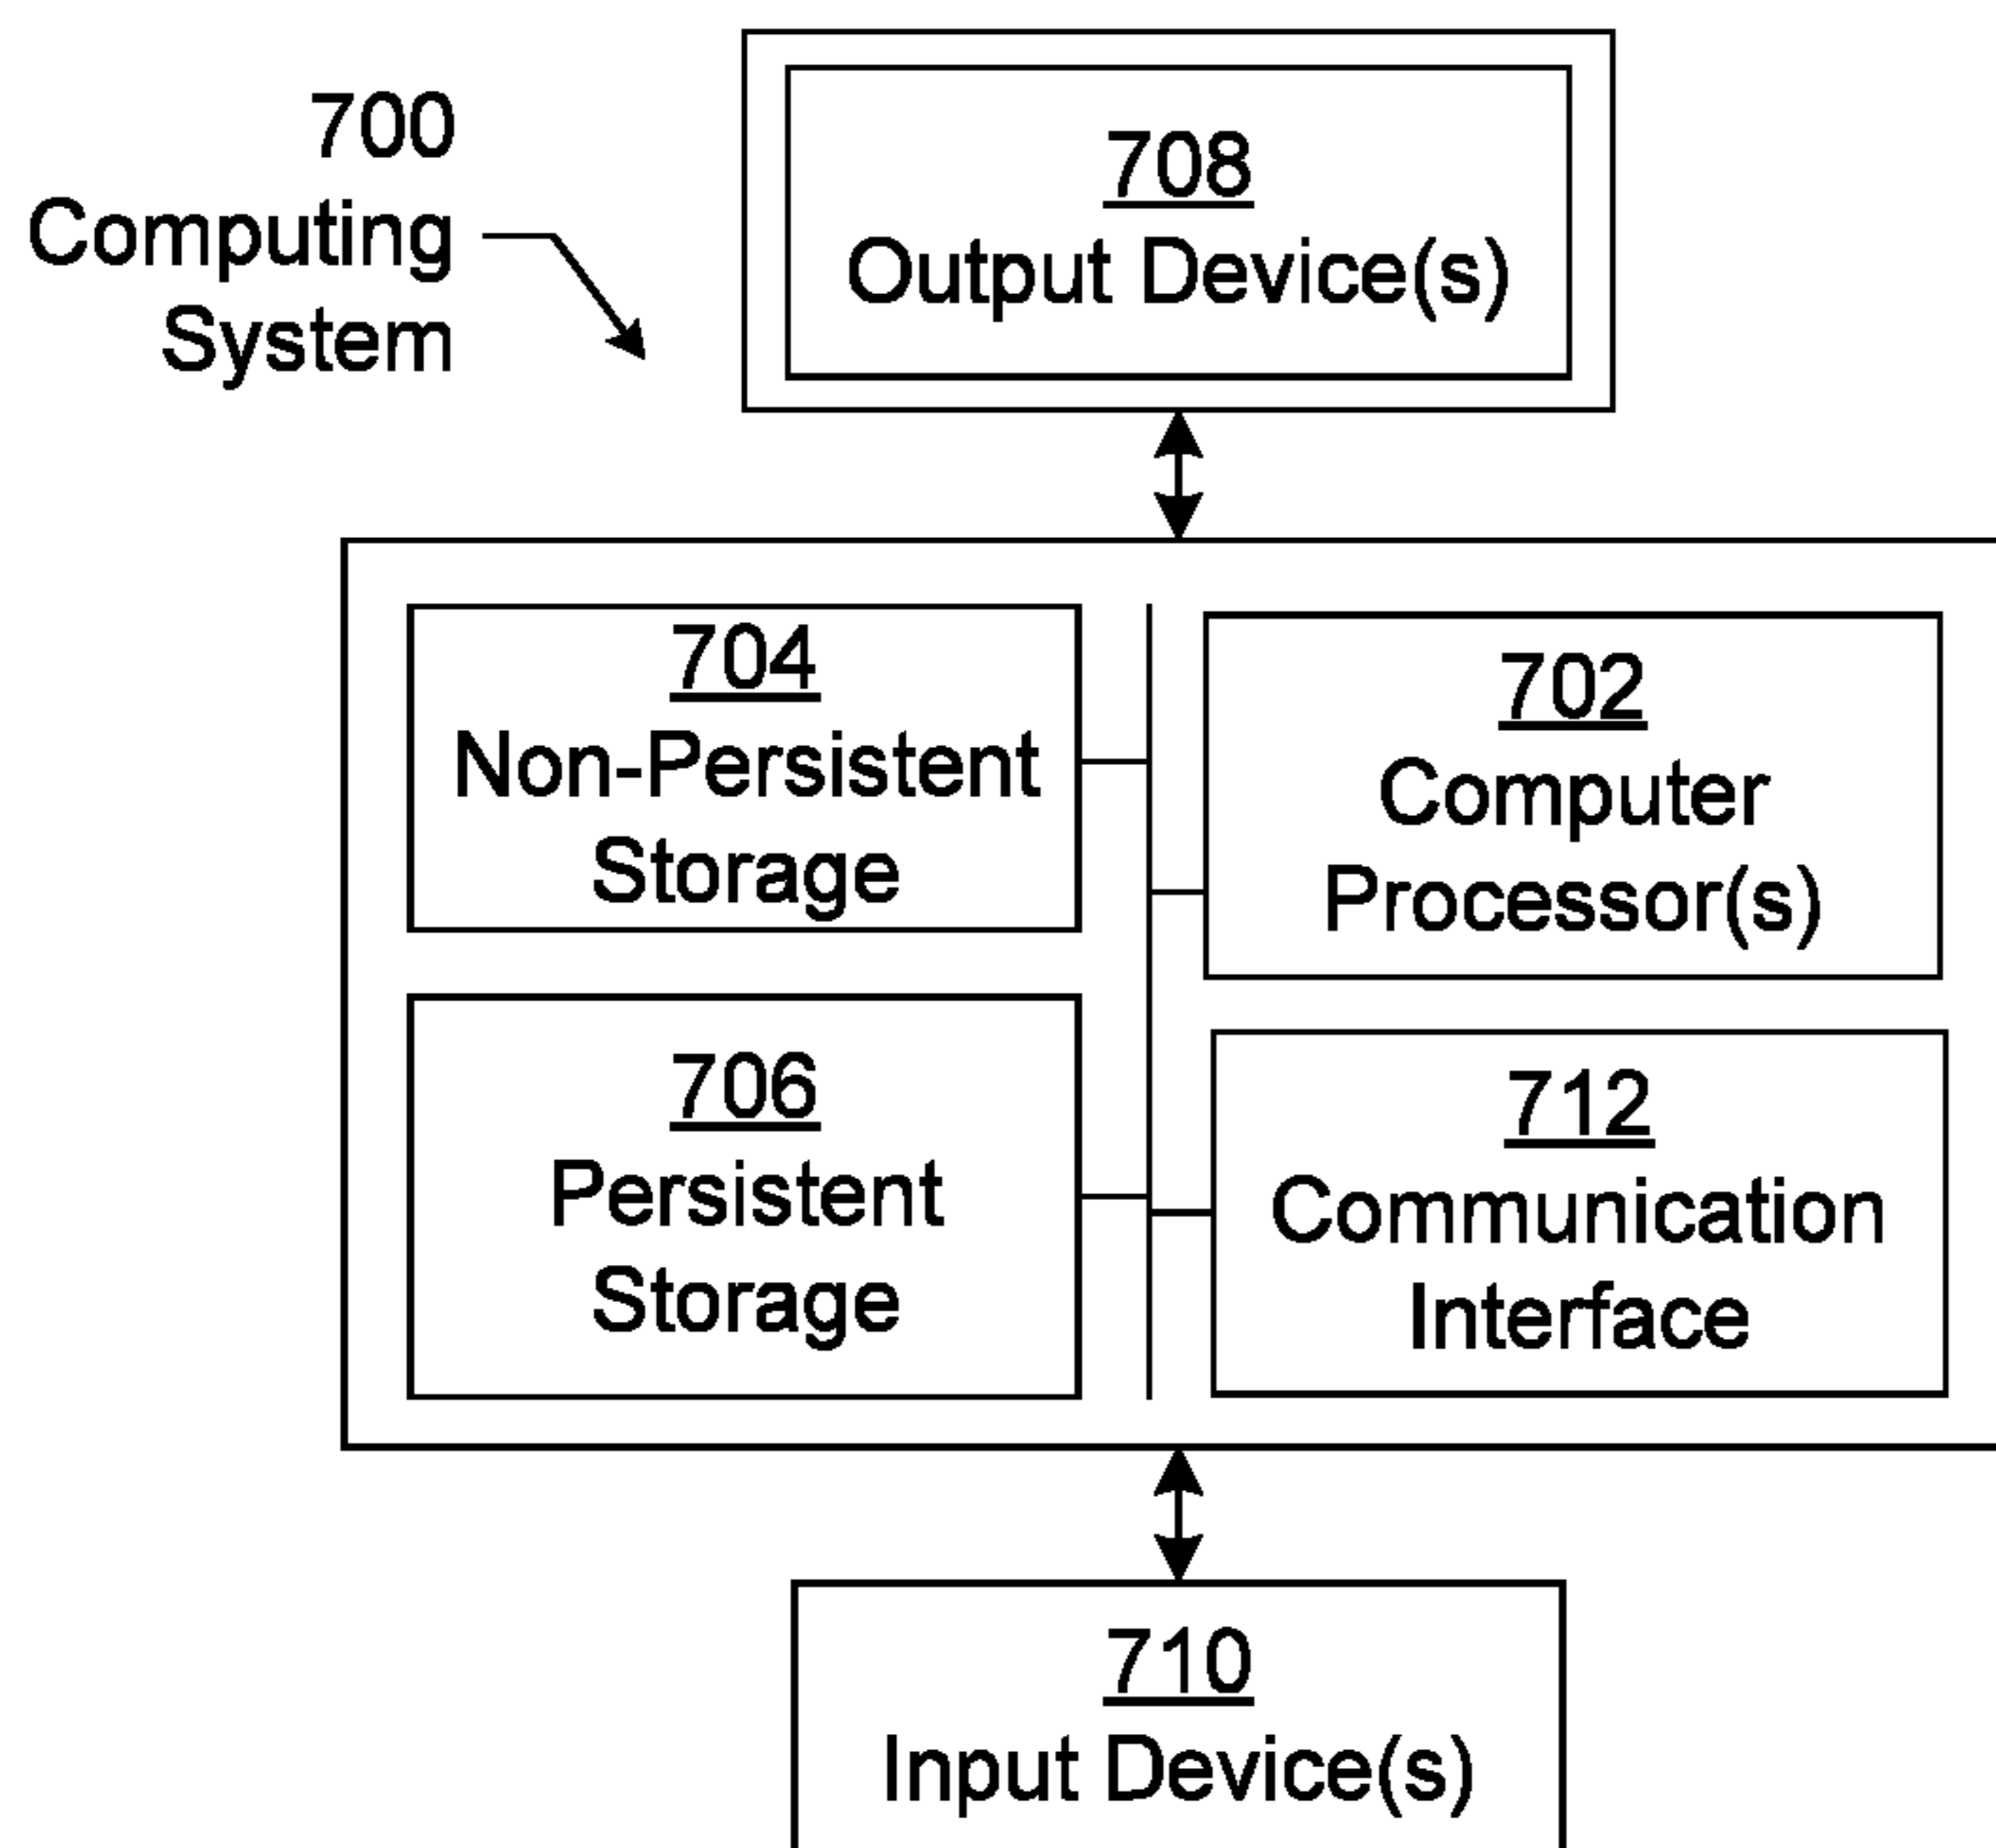 700
Computing
System
708
Output Device(s)
704
Non-Persistent
Storage
702
Computer
Processor(s)
706
Persistent
Storage
712
Communication
Interface
710
Input Device(s)